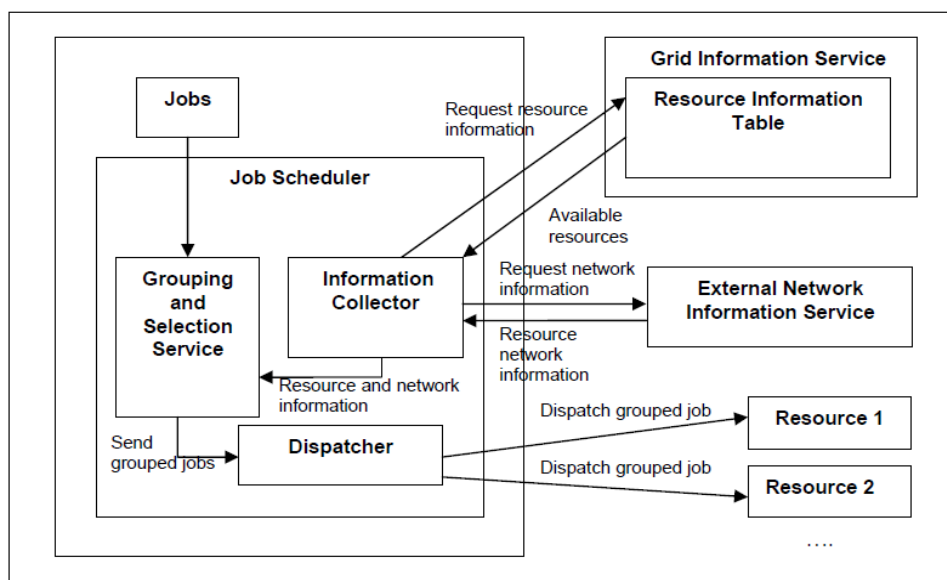 Grid Information Service
Jobs
Request resource
information
Resource Information
Table
Job Scheduler
Available
resources
Grouping
and
Selection
Service
Information
Collector
Request network
information
External Network
Information Service
Resource
network
information
Resource and network
information
Dispatch grouped job
Resource 1
Send
grouped jobs
Dispatcher
Dispatch grouped job
Resource 2
....